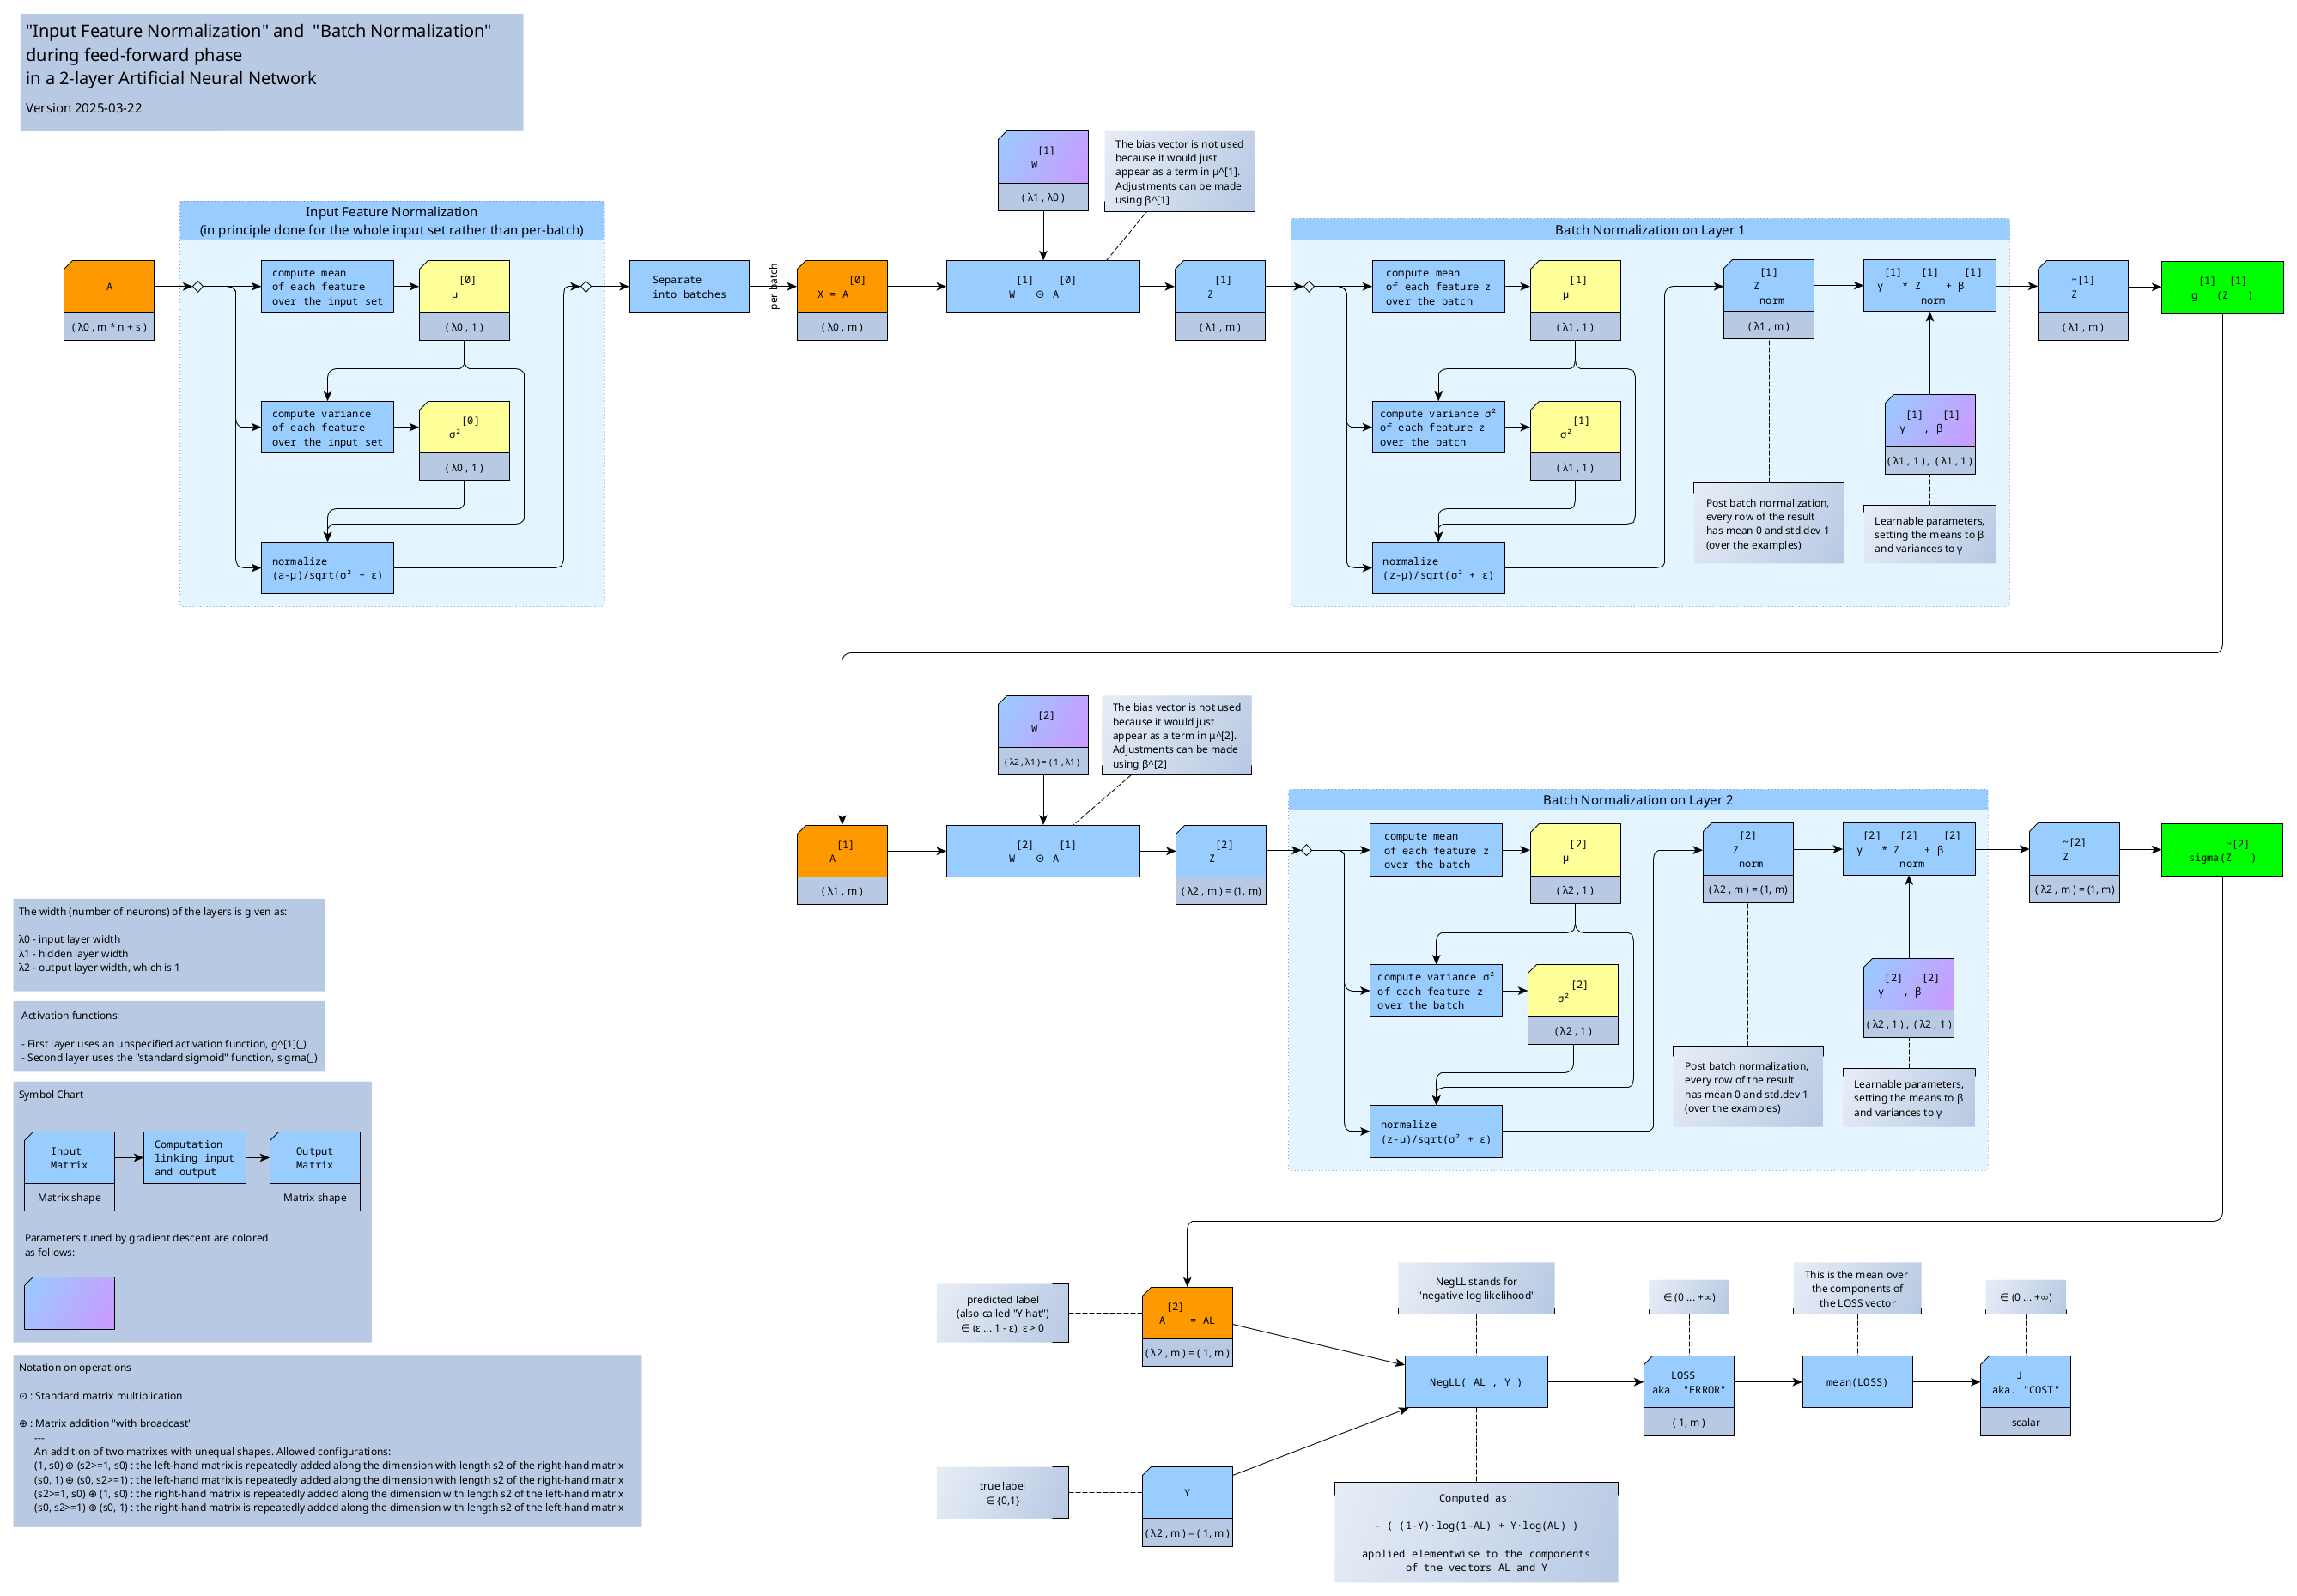 "Input Feature Normalization" and  "Batch Normalization"
during feed-forward phase
in a 2-layer Artificial Neural Network
Version 2025-03-22
[1]
W
( λ1 , λ0 )
The bias vector is not used
because it would just
appear as a term in μ^[1].
Adjustments can be made
using β^[1]
Input Feature Normalization
(in principle done for the whole input set rather than per-batch)
A
( λ0 , m * n + s )
compute mean
of each feature
over the input set
[0]
μ
( λ0 , 1 )
compute variance
of each feature
over the input set
[0]
σ²
( λ0 , 1 )
normalize
(a-μ)/sqrt(σ² + ε)
Separate
into batches
per batch
[0]
X = A
( λ0 , m )
[1]    [0]
W   ⊙ A
[1]
Z
( λ1 , m )
Batch Normalization on Layer 1
compute mean
of each feature z
over the batch
[1]
μ
( λ1 , 1 )
compute variance σ²
of each feature z
over the batch
[1]
σ²
( λ1 , 1 )
normalize
(z-μ)/sqrt(σ² + ε)
[1]
Z
norm
( λ1 , m )
Post batch normalization,
every row of the result
has mean 0 and std.dev 1
(over the examples)
[1]   [1]    [1]
γ   * Z    + β
norm
[1]   [1]
γ   , β
( λ1 , 1 ) ,  ( λ1 , 1 )
Learnable parameters,
setting the means to β
and variances to γ
~[1]
Z
( λ1 , m )
[1]  [1]
g   (Z   )
[2]
W
( λ2 , λ1 ) = ( 1 , λ1 )
The bias vector is not used
because it would just
appear as a term in μ^[2].
Adjustments can be made
using β^[2]
[1]
A
( λ1 , m )
[2]    [1]
W   ⊙ A
[2]
Z
( λ2 , m ) = (1, m)
Batch Normalization on Layer 2
compute mean
of each feature z
over the batch
[2]
μ
( λ2 , 1 )
compute variance σ²
of each feature z
over the batch
[2]
σ²
( λ2 , 1 )
normalize
(z-μ)/sqrt(σ² + ε)
[2]
Z
norm
( λ2 , m ) = (1, m)
Post batch normalization,
every row of the result
has mean 0 and std.dev 1
(over the examples)
[2]   [2]    [2]
γ   * Z    + β
norm
[2]   [2]
γ   , β
( λ2 , 1 ) ,  ( λ2 , 1 )
Learnable parameters,
setting the means to β
and variances to γ
~[2]
Z
( λ2 , m ) = (1, m)
~[2]
sigma(Z   )
The width (number of neurons) of the layers is given as:
λ0 - input layer width
λ1 - hidden layer width
λ2 - output layer width, which is 1
Activation functions:
- First layer uses an unspecified activation function, g^[1](_)
- Second layer uses the "standard sigmoid" function, sigma(_)
Symbol Chart
Input
Matrix
Matrix shape
Computation
linking input
and output
Output
Matrix
Matrix shape
Parameters tuned by gradient descent are colored
as follows:
Notation on operations
⊙ : Standard matrix multiplication
⊕ : Matrix addition "with broadcast"
---
An addition of two matrixes with unequal shapes. Allowed configurations:
(1, s0) ⊕ (s2>=1, s0) : the left-hand matrix is repeatedly added along the dimension with length s2 of the right-hand matrix
(s0, 1) ⊕ (s0, s2>=1) : the left-hand matrix is repeatedly added along the dimension with length s2 of the right-hand matrix
(s2>=1, s0) ⊕ (1, s0) : the right-hand matrix is repeatedly added along the dimension with length s2 of the left-hand matrix
(s0, s2>=1) ⊕ (s0, 1) : the right-hand matrix is repeatedly added along the dimension with length s2 of the left-hand matrix
predicted label
(also called "Y hat")
∈ (ε ... 1 - ε), ε > 0
[2]
A    = AL
( λ2 , m ) = ( 1, m )
true label
∈ {0,1}
Y
( λ2 , m ) = ( 1, m )
NegLL stands for
"negative log likelihood"
NegLL( AL , Y )
Computed as:
- ( (1-Y)·log(1-AL) + Y·log(AL) )
applied elementwise to the components
of the vectors AL and Y
∈ (0 ... +∞)
LOSS
aka. "ERROR"
( 1, m )
This is the mean over
the components of
the LOSS vector
mean(LOSS)
∈ (0 ... +∞)
J
aka. "COST"
scalar